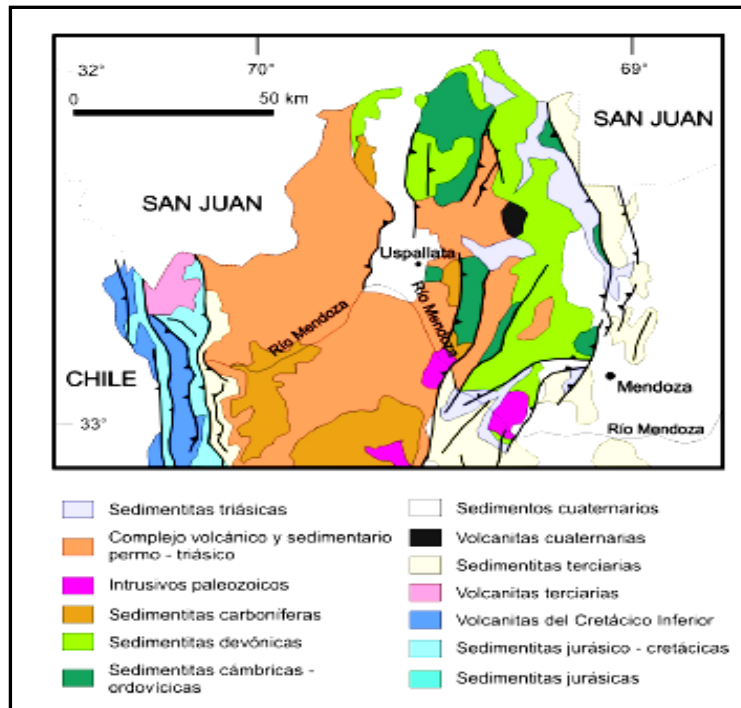 32°
70°
69°
0
50 km
SAN JUAN
SAN JUAN
Uspallata
Río Mendoza
Río Mendoza
CHILE
Mendoza
33°
Río Mendoza
Sedimentitas triásicas
Complejo volcánico y sedimentario
permo - triásico
Intrusivos paleozoicos
Sedimentitas carboníferas
Sedimentitas devónicas
Sedimentitas cámbricas -
ordovícicas
Sedimentos cuaternarios
Volcanitas cuaternarias
Sedimentitas terciarias
Volcanitas terciarias
Volcanitas del Cretácico Inferior
Sedimentitas jurásico - cretácicas
Sedimentitas jurásicas